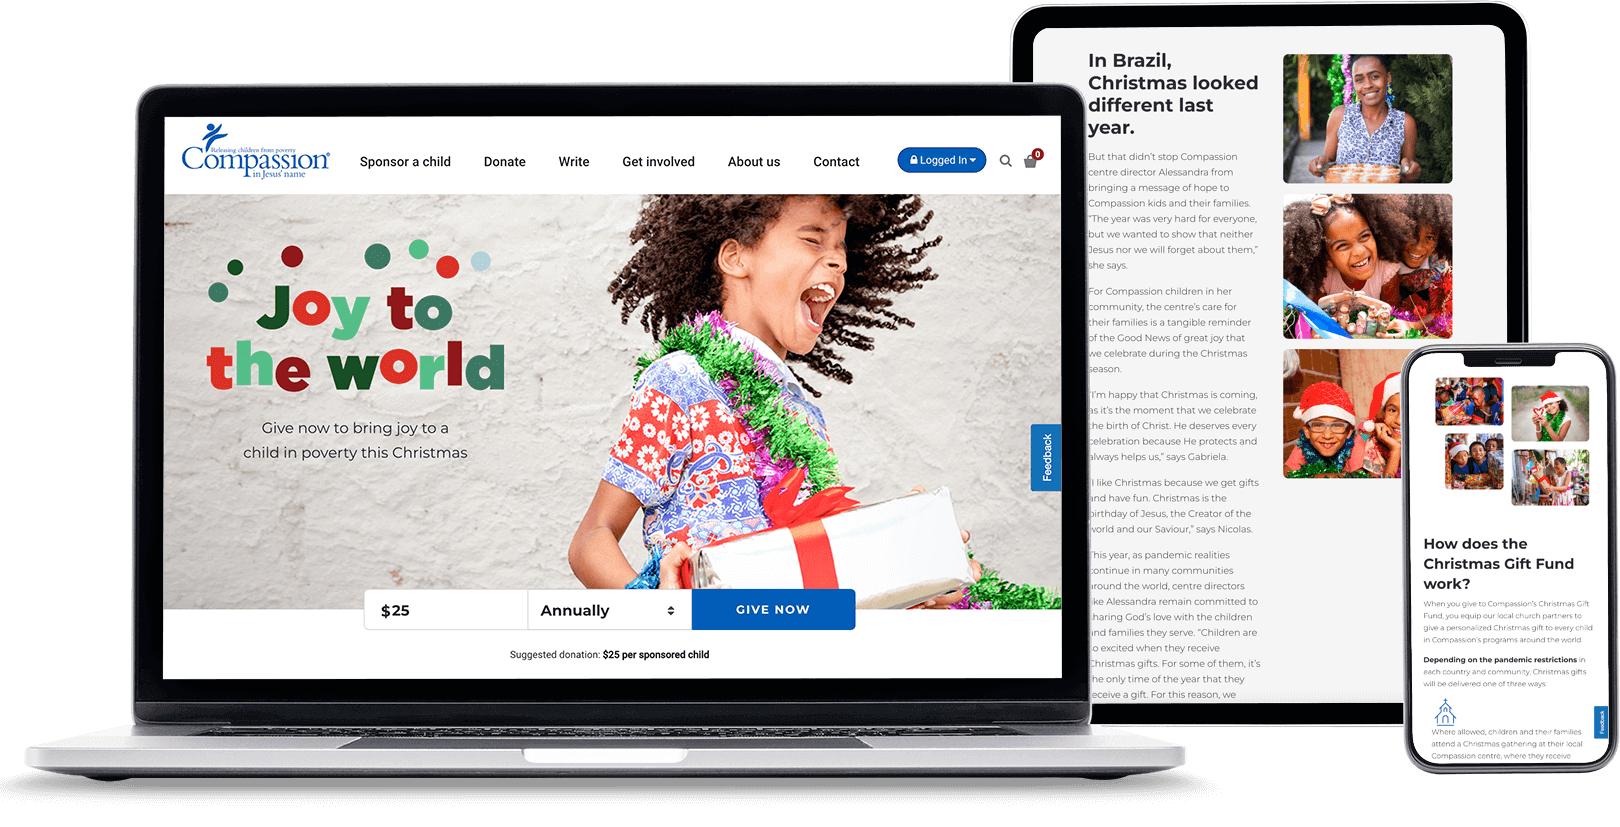 Releasing children from poverty
Compassion®
in Jesus' name
Sponsor a child
Donate
Write
Get involved
About us
Contact
Logged In
0
Joy to
the world
Give now to bring joy to a
child in poverty this Christmas
Feedback
$25
Annually
GIVE NOW
Suggested donation: $25 per sponsored child
In Brazil,
Christmas looked
different last
year.
But that didn't stop Compassion
centre director Alessandra from
bringing a message of hope to
Compassion kids and their families.
"The year was very hard for everyone,
but we wanted to show that neither
Jesus nor we will forget about them,"
she says.
For Compassion children in her
community, the centre's care for
their families is a tangible reminder
of the Good News of great joy that
we celebrate during the Christmas
season.
"I'm happy that Christmas is coming,
as it's the moment that we celebrate
the birth of Christ. He deserves every
celebration because He protects and
always helps us," says Gabriela.
"I like Christmas because we get gifts
and have fun. Christmas is the
birthday of Jesus, the Creator of the
world and our Saviour," says Nicolas.
This year, as pandemic realities
continue in many communities
around the world, centre directors
like Alessandra remain committed to
sharing God's love with the children
and families they serve. "Children are
so excited when they receive
Christmas gifts. For some of them, it's
the only time of the year that they
receive a gift. For this reason, we
How does the
Christmas Gift Fund
work?
When you give to Compassion's Christmas Gift
Fund, you equip our local church partners to
give a personalized Christmas gift to every child
in Compassion's programs around the world.
Depending on the pandemic restrictions in
each country and community, Christmas gifts
will be delivered one of three ways:
Feedback
Where allowed, children and their families
attend a Christmas gathering at their local
Compassion centre, where they receive